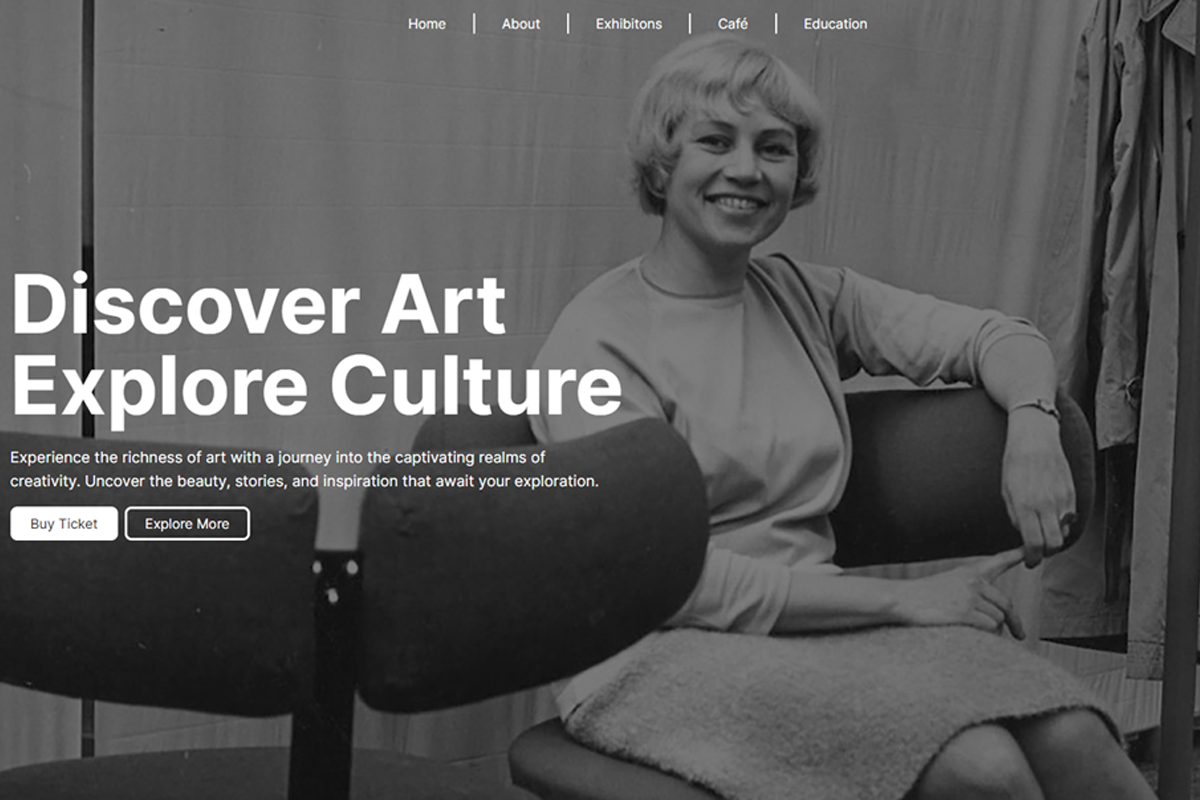 Home About Exhibitons Café Education
Discover Art
Explore Culture
Experience the richness of art with a journey into the captivating realms of
creativity. Uncover the beauty, stories, and inspiration that await your exploration.
Buy Ticket Explore More